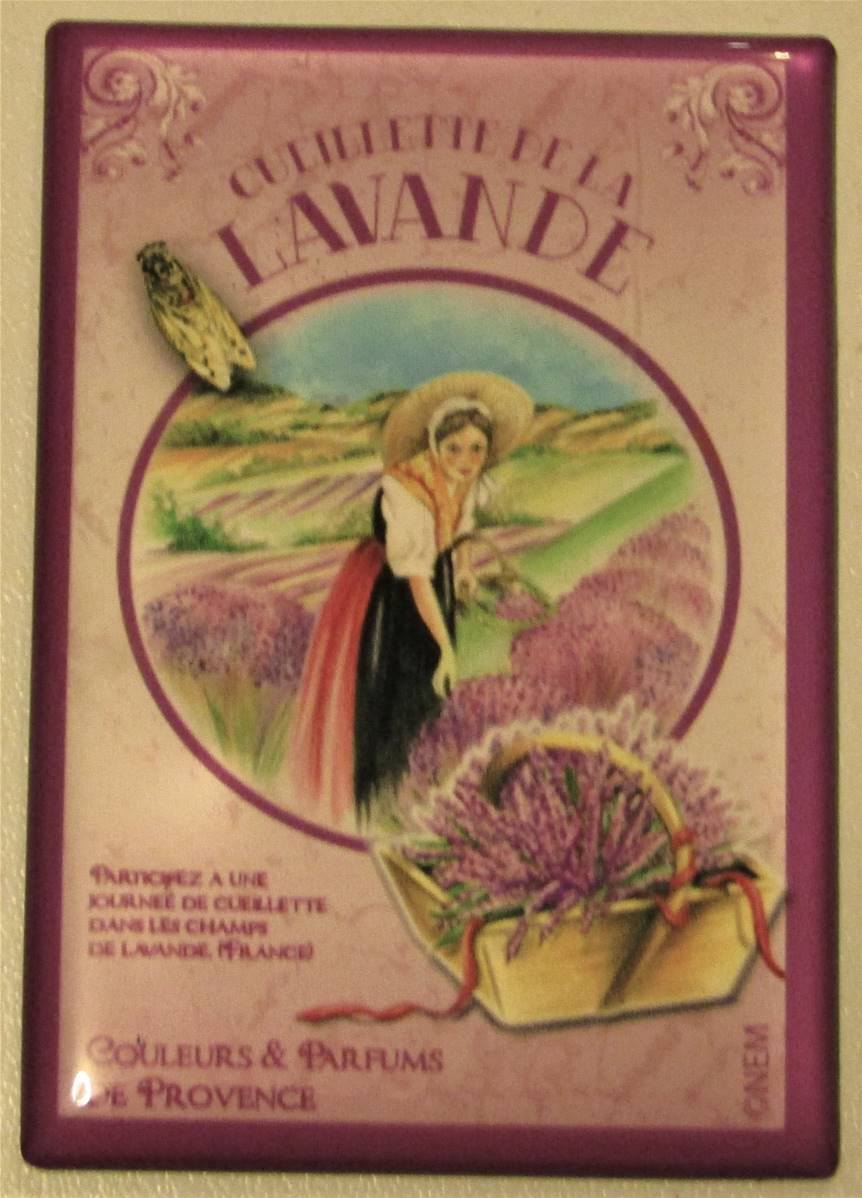 CUEILLETTE DE LA
LAVANDE
PARTICIPEZ A UNE
JOURNEÉ DE CUEILLETTE
DANS LES CHAMPS
DE LAVANDE. (FRANCE)
COULEURS & PARFUMS
DE PROVENCE
©NEM